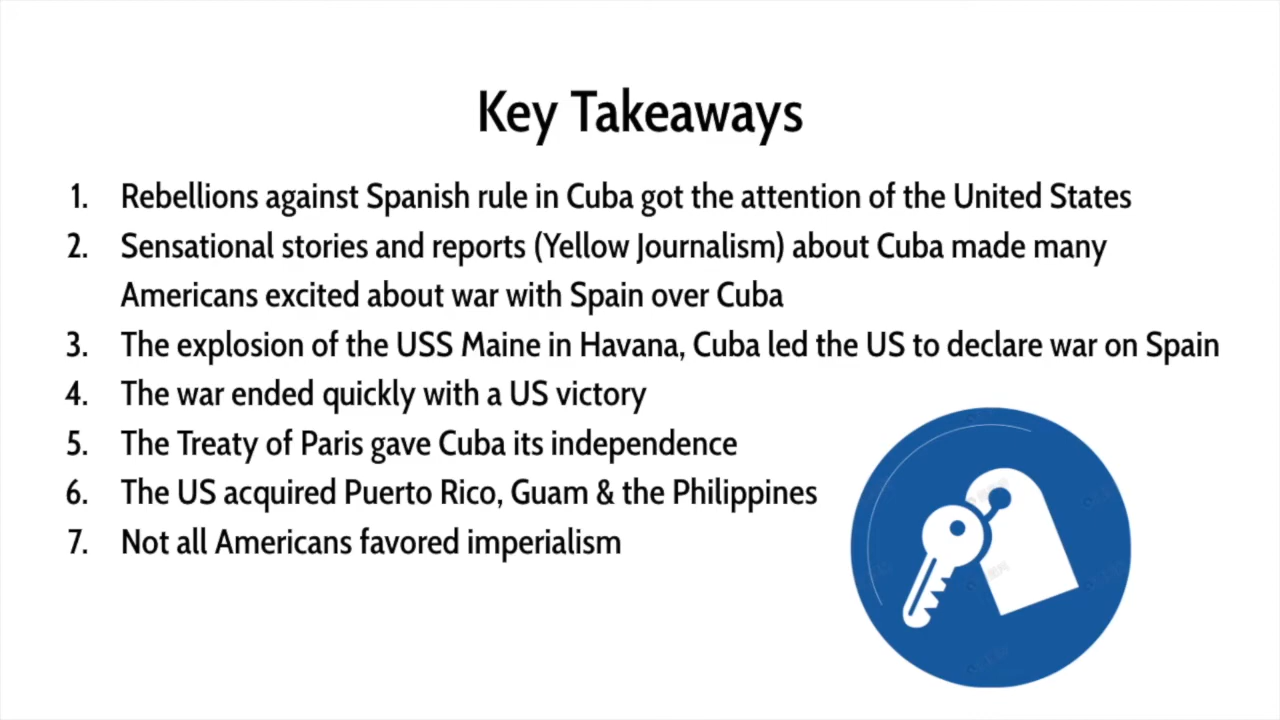 Key Takeaways
1. Rebellions against Spanish rule in Cuba got the attention of the United States
2. Sensational stories and reports (Yellow Journalism) about Cuba made many
Americans excited about war with Spain over Cuba
3. The explosion of the USS Maine in Havana, Cuba led the US to declare war on Spain
4. The war ended quickly with a US victory
5. The Treaty of Paris gave Cuba its independence
6. The US acquired Puerto Rico, Guam & the Philippines
7. Not all Americans favored imperialism